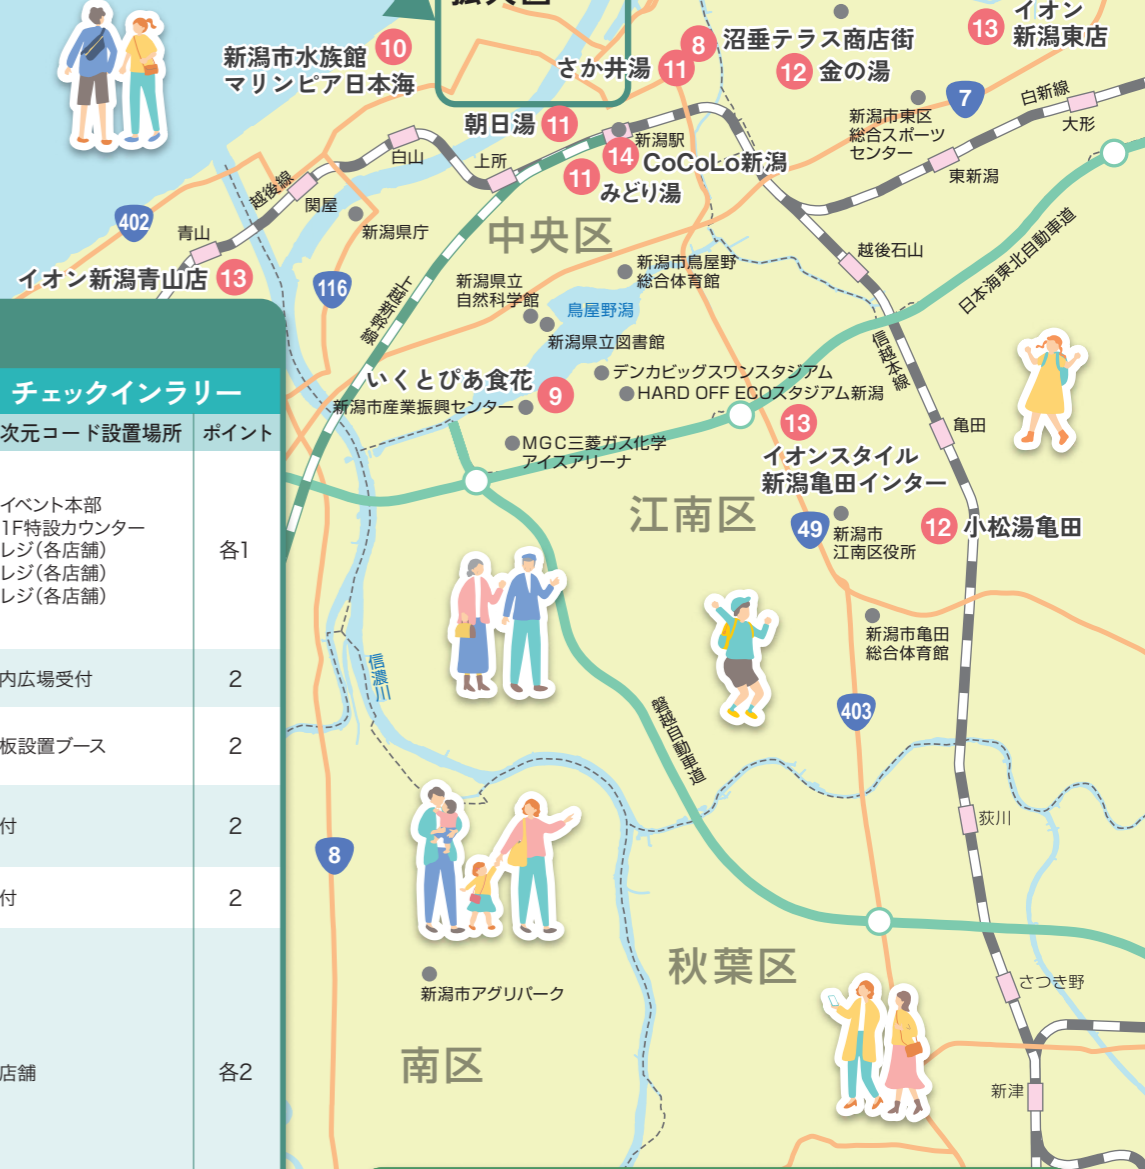 拡大図
イオン
新潟東店
13
新潟市水族館
マリンピア日本海
10
8
沼垂テラス商店街
さか井湯
11
12
金の湯
7
白新線
大形
新潟市東区
総合スポーツ
センター
朝日湯
11
新潟駅
14
CoCoLo新潟
11
みどり湯
白山
上所
東新潟
越後線
関屋
402
青山
新潟県庁
中央区
越後石山
日本海東北自動車道
イオン新潟青山店
13
116
上越新幹線
新潟県立
自然科学館
新潟市鳥屋野
総合体育館
鳥屋野潟
新潟県立図書館
信越本線
いくとぴあ食花
9
新潟市産業振興センター
デンカビッグスワンスタジアム
HARD OFF ECOスタジアム新潟
MGC三菱ガス化学
アイスアリーナ
13
イオンスタイル
新潟亀田インター
亀田
江南区
49
新潟市
江南区役所
12
小松湯亀田
新潟市亀田
総合体育館
信濃川
磐越自動車道
403
荻川
8
新潟市アグリパーク
秋葉区
さつき野
南区
新津
チェックインラリー
次元コード設置場所
ポイント
イベント本部
1F特設カウンター
レジ(各店舗)
レジ(各店舗)
レジ(各店舗)
各1
内広場受付
2
板設置ブース
2
付
2
付
2
店舗
各2